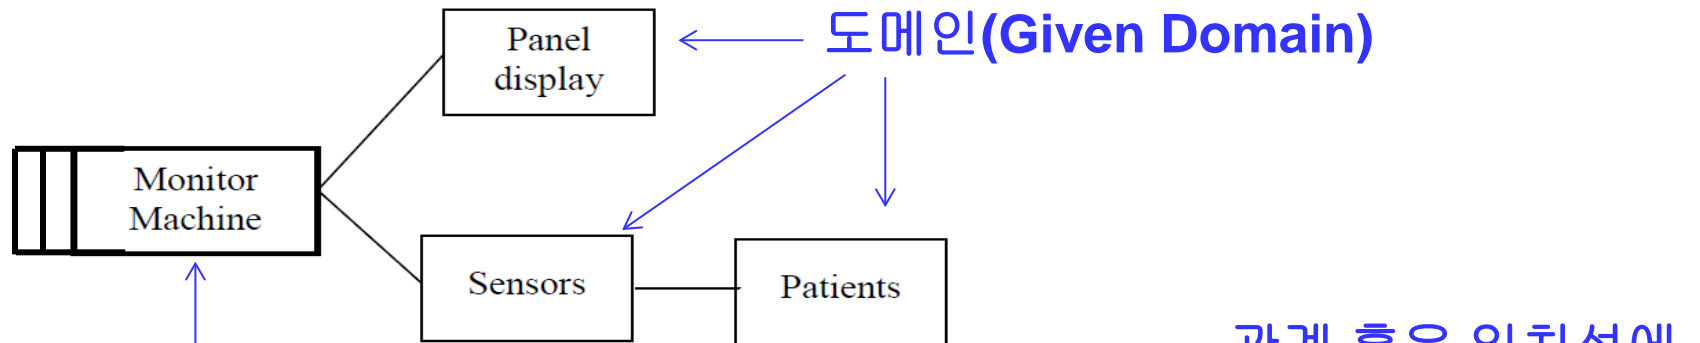 Panel
display
도메인(Given Domain)
Monitor
Machine
Sensors
Patients